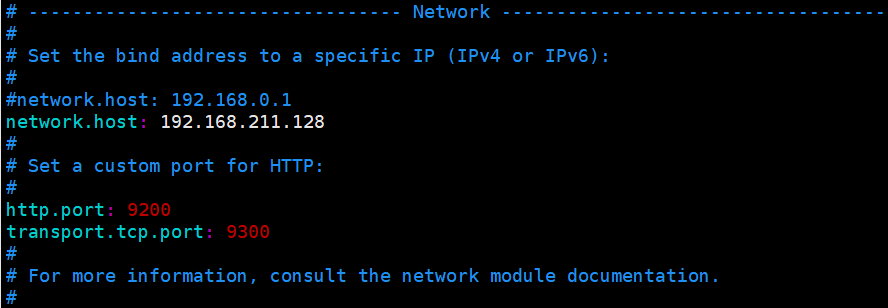 # ---------------------------------- Network -----------------------------------
#
# Set the bind address to a specific IP (IPv4 or IPv6):
#
#network.host: 192.168.0.1
network.host: 192.168.211.128
#
# Set a custom port for HTTP:
#
http.port: 9200
transport.tcp.port: 9300
#
# For more information, consult the network module documentation.
#